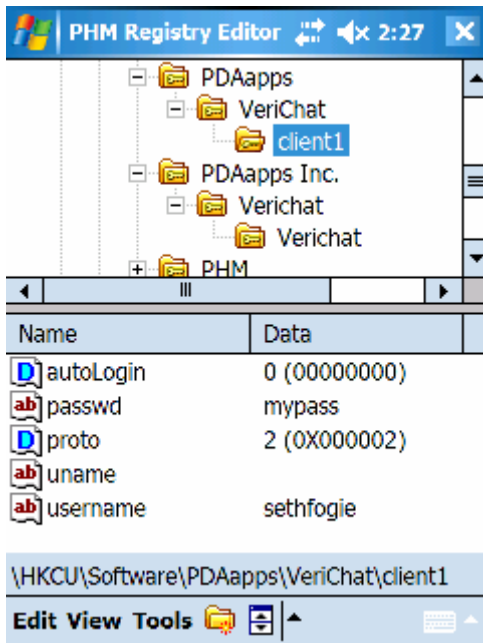 PHM Registry Editor 2:27
PDAapps
VeriChat
client1
PDAapps Inc.
Verichat
Verichat
PHM
Name Data
autoLogin 0 (00000000)
passwd mypass
proto 2 (0X000002)
uname
username sethfogie
\HKCU\Software\PDAapps\VeriChat\client1
Edit View Tools